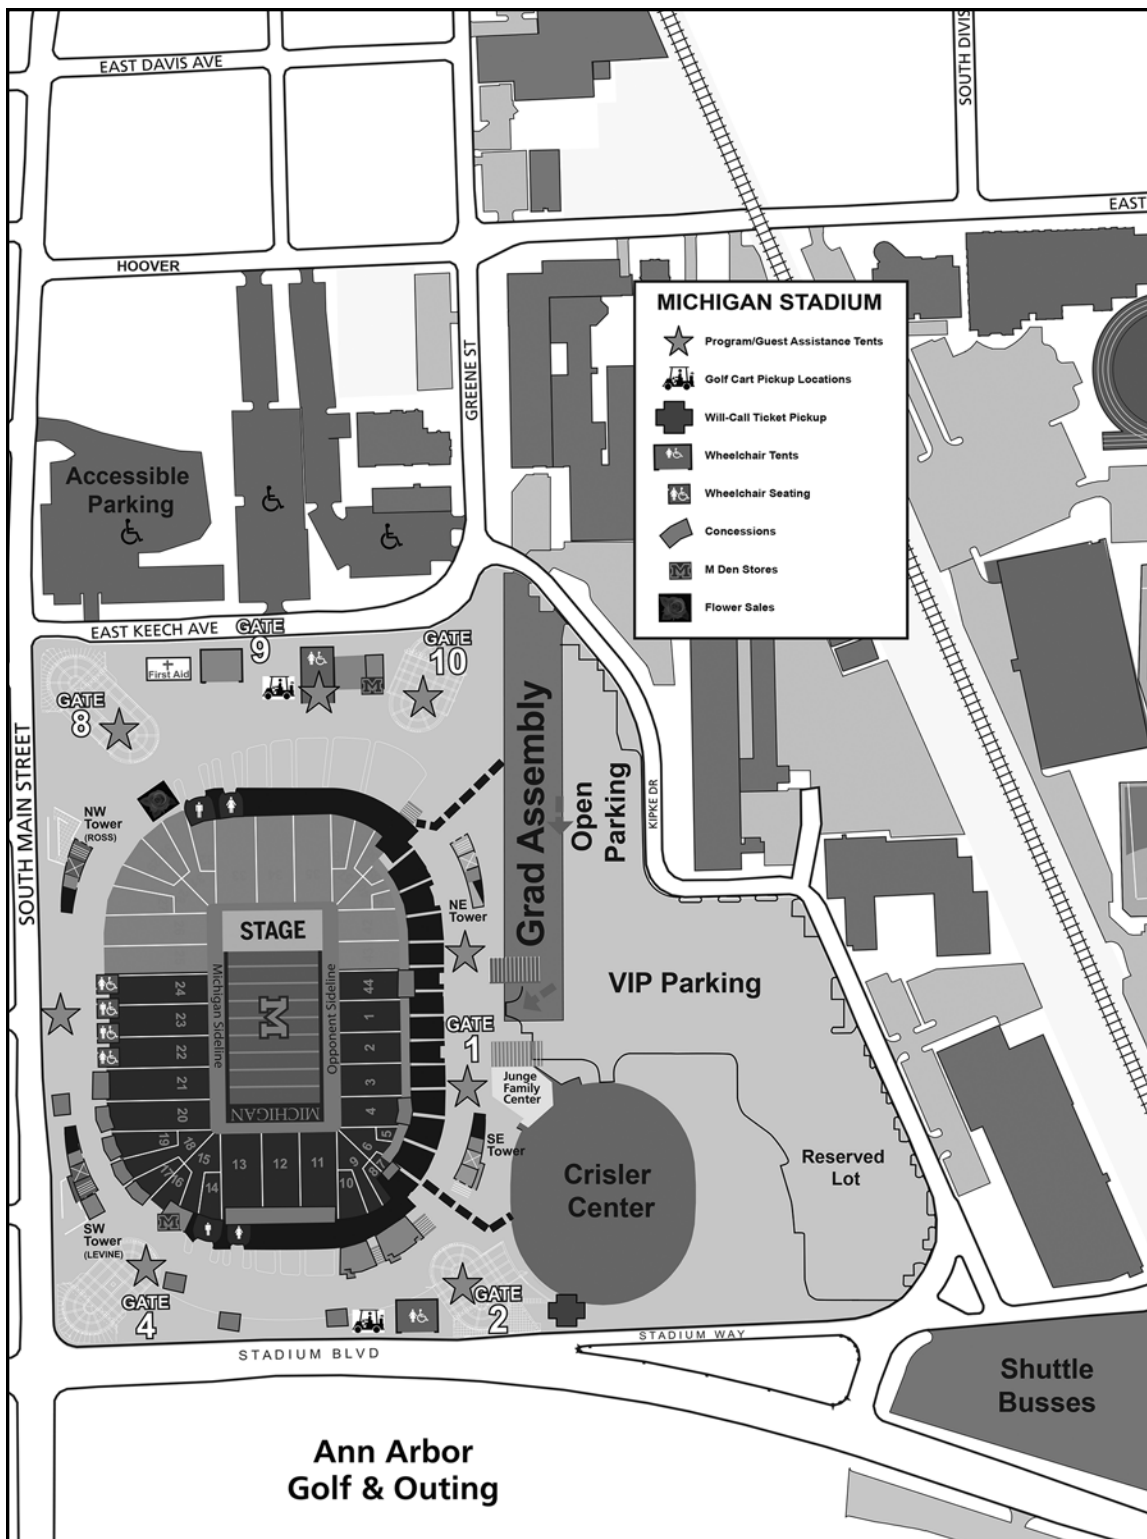 EAST DAVIS AVE
SOUTH DIVIS
EAST
HOOVER
GREENE ST
MICHIGAN STADIUM
Program/Guest Assistance Tents
Golf Cart Pickup Locations
Will-Call Ticket Pickup
Wheelchair Tents
Wheelchair Seating
Concessions
M Den Stores
Flower Sales
Accessible
Parking
EAST KEECH AVE
GATE
9
GATE
10
First Aid
M
GATE
8
SOUTH MAIN STREET
NW
Tower
(ROSS)
Grad Assembly
Open
Parking
KIPKE DR
NE
Tower
STAGE
VIP Parking
Michigan Sideline
Opponent Sideline
M
MICHIGAN
24
23
22
21
20
19
18
17
16
15
14
13
12
11
10
9
8
7
6
5
4
3
2
1
44
GATE
1
Junge
Family
Center
SE
Tower
Crisler
Center
Reserved
Lot
SW
Tower
(LEVINE)
M
GATE
4
GATE
2
STADIUM BLVD
STADIUM WAY
Shuttle
Busses
Ann Arbor
Golf & Outing